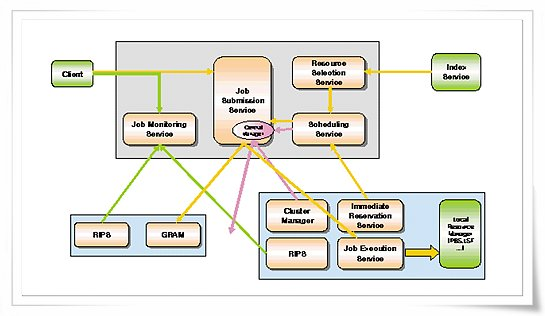 Client
Job
Submission
Service
Resource
Selection
Service
Index
Service
Job Monitoring
Service
Manager
Scheduling
Service
RIPS
GRAM
Cluster
Manager
Immediate
Reservation
Service
Local
Resource
Manager
RIPS
Job Execution
Service